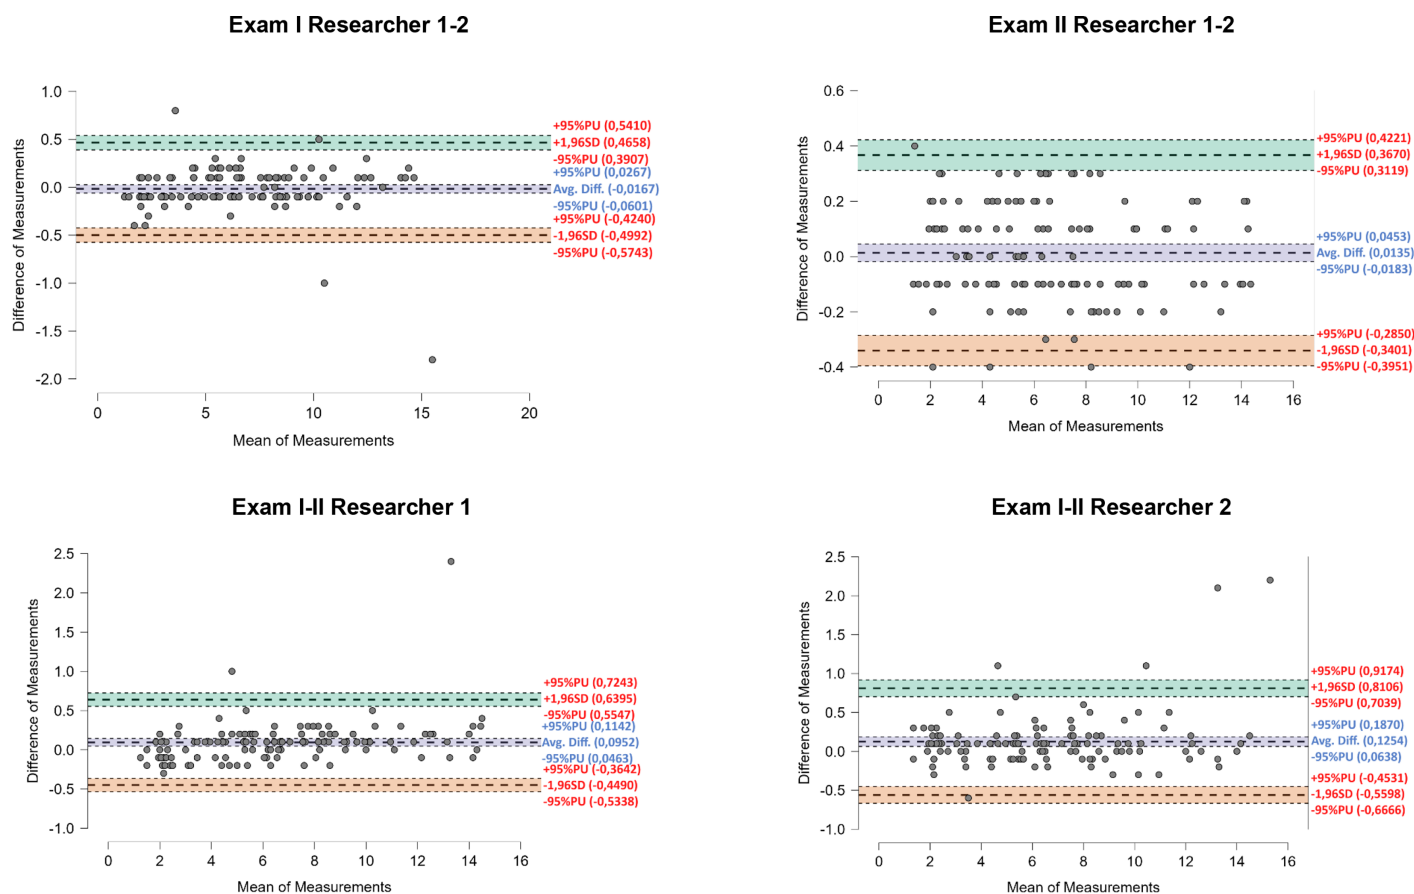 Exam I Researcher 1-2
Difference of Measurements
1.0
0.5
0.0
-0.5
-1.0
-1.5
-2.0
0 5 10 15 20
Mean of Measurements
+95%PU (0,5410)
+1,96SD (0,4658)
-95%PU (0,3907)
+95%PU (0,0267)
Avg. Diff. (-0,0167)
-95%PU (-0,0601)
+95%PU (-0,4240)
-1,96SD (-0,4992)
-95%PU (-0,5743)
Exam II Researcher 1-2
Difference of Measurements
0.6
0.4
0.2
0.0
-0.2
-0.4
0 2 4 6 8 10 12 14 16
Mean of Measurements
+95%PU (0,4221)
+1,96SD (0,3670)
-95%PU (0,3119)
+95%PU (0,0453)
Avg. Diff. (0,0135)
-95%PU (-0,0183)
+95%PU (-0,2850)
-1,96SD (-0,3401)
-95%PU (-0,3951)
Exam I-II Researcher 1
Difference of Measurements
2.5
2.0
1.5
1.0
0.5
0.0
-0.5
-1.0
0 2 4 6 8 10 12 14 16
Mean of Measurements
+95%PU (0,7243)
+1,96SD (0,6395)
-95%PU (0,5547)
+95%PU (0,1142)
Avg. Diff. (0,0952)
-95%PU (0,0463)
+95%PU (-0,3642)
-1,96SD (-0,4490)
-95%PU (-0,5338)
Exam I-II Researcher 2
Difference of Measurements
2.5
2.0
1.5
1.0
0.5
0.0
-0.5
-1.0
0 2 4 6 8 10 12 14 16
Mean of Measurements
+95%PU (0,9174)
+1,96SD (0,8106)
-95%PU (0,7039)
+95%PU (0,1870)
Avg. Diff. (0,1254)
-95%PU (0,0638)
+95%PU (-0,4531)
-1,96SD (-0,5598)
-95%PU (-0,6666)